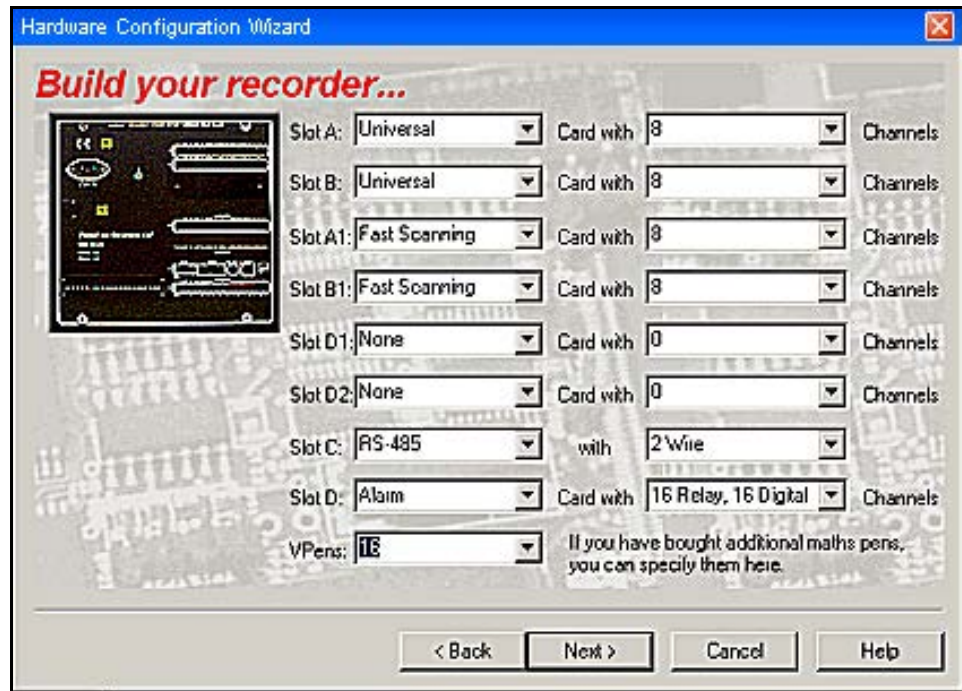 Hardware Configuration Wizard
Build your recorder...
Slot A: Universal Card with 8 Channels
Slot B: Universal Card with 8 Channels
Slot A1: Fast Scanning Card with 8 Channels
Slot B1: Fast Scanning Card with 8 Channels
Slot D1: None Card with 0 Channels
Slot D2: None Card with 0 Channels
Slot C: RS-485 with 2 Wire
Slot D: Alarm Card with 16 Relay, 16 Digital Channels
VPens: 16 If you have bought additional maths pens,
you can specify them here.
< Back Next > Cancel Help